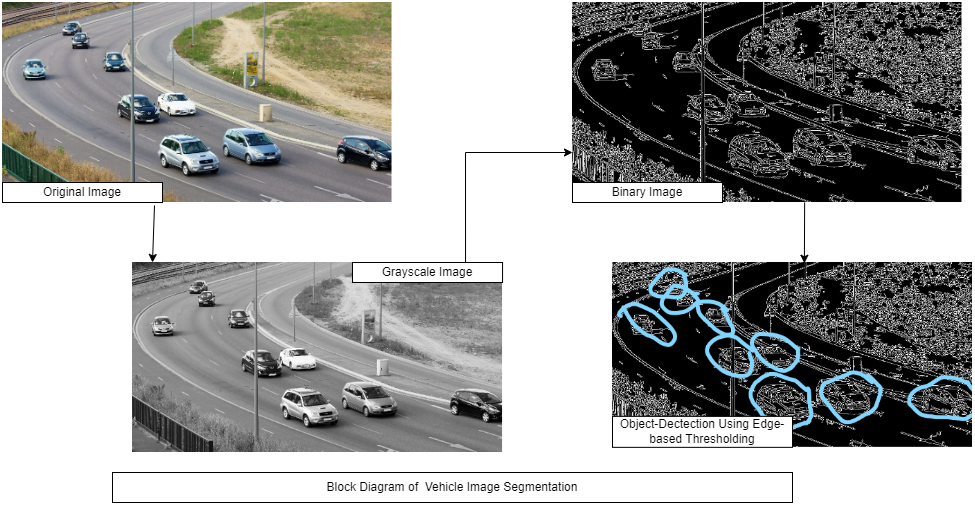 Original Image
Binary Image
Grayscale Image
Object-Dectection Using Edge-
based Thresholding
Block Diagram of  Vehicle Image Segmentation